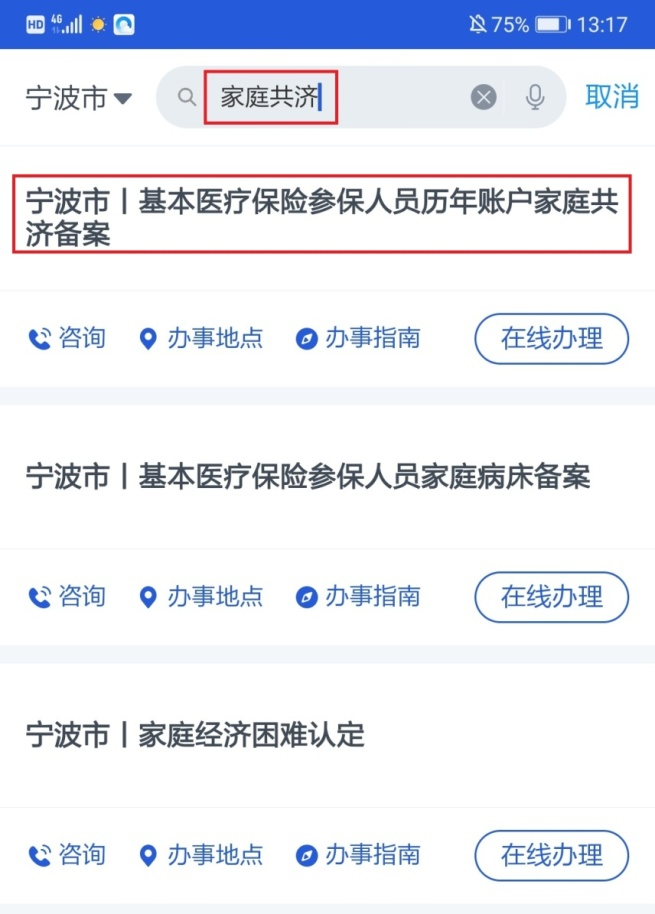 HD 4G 75% 13:17
宁波市 家庭共济 取消
宁波市丨基本医疗保险参保人员历年账户家庭共
济备案
咨询 办事地点 办事指南 在线办理
宁波市丨基本医疗保险参保人员家庭病床备案
咨询 办事地点 办事指南 在线办理
宁波市丨家庭经济困难认定
咨询 办事地点 办事指南 在线办理